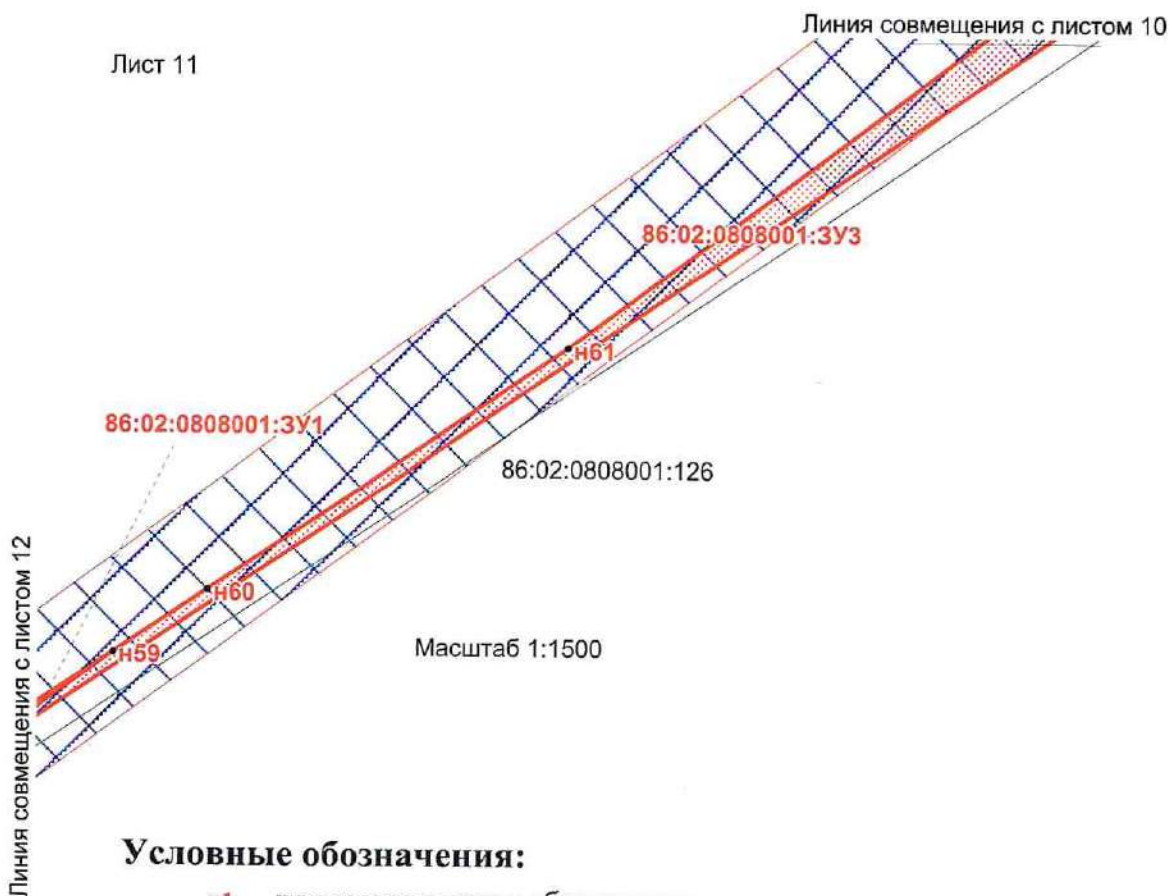 Линия совмещения с листом 10
Лист 11
86:02:0808001:ЗУ3
н61
86:02:0808001:ЗУ1
86:02:0808001:126
Линия совмещения с листом 12
н60
н59
Масштаб 1:1500
Условные обозначения: